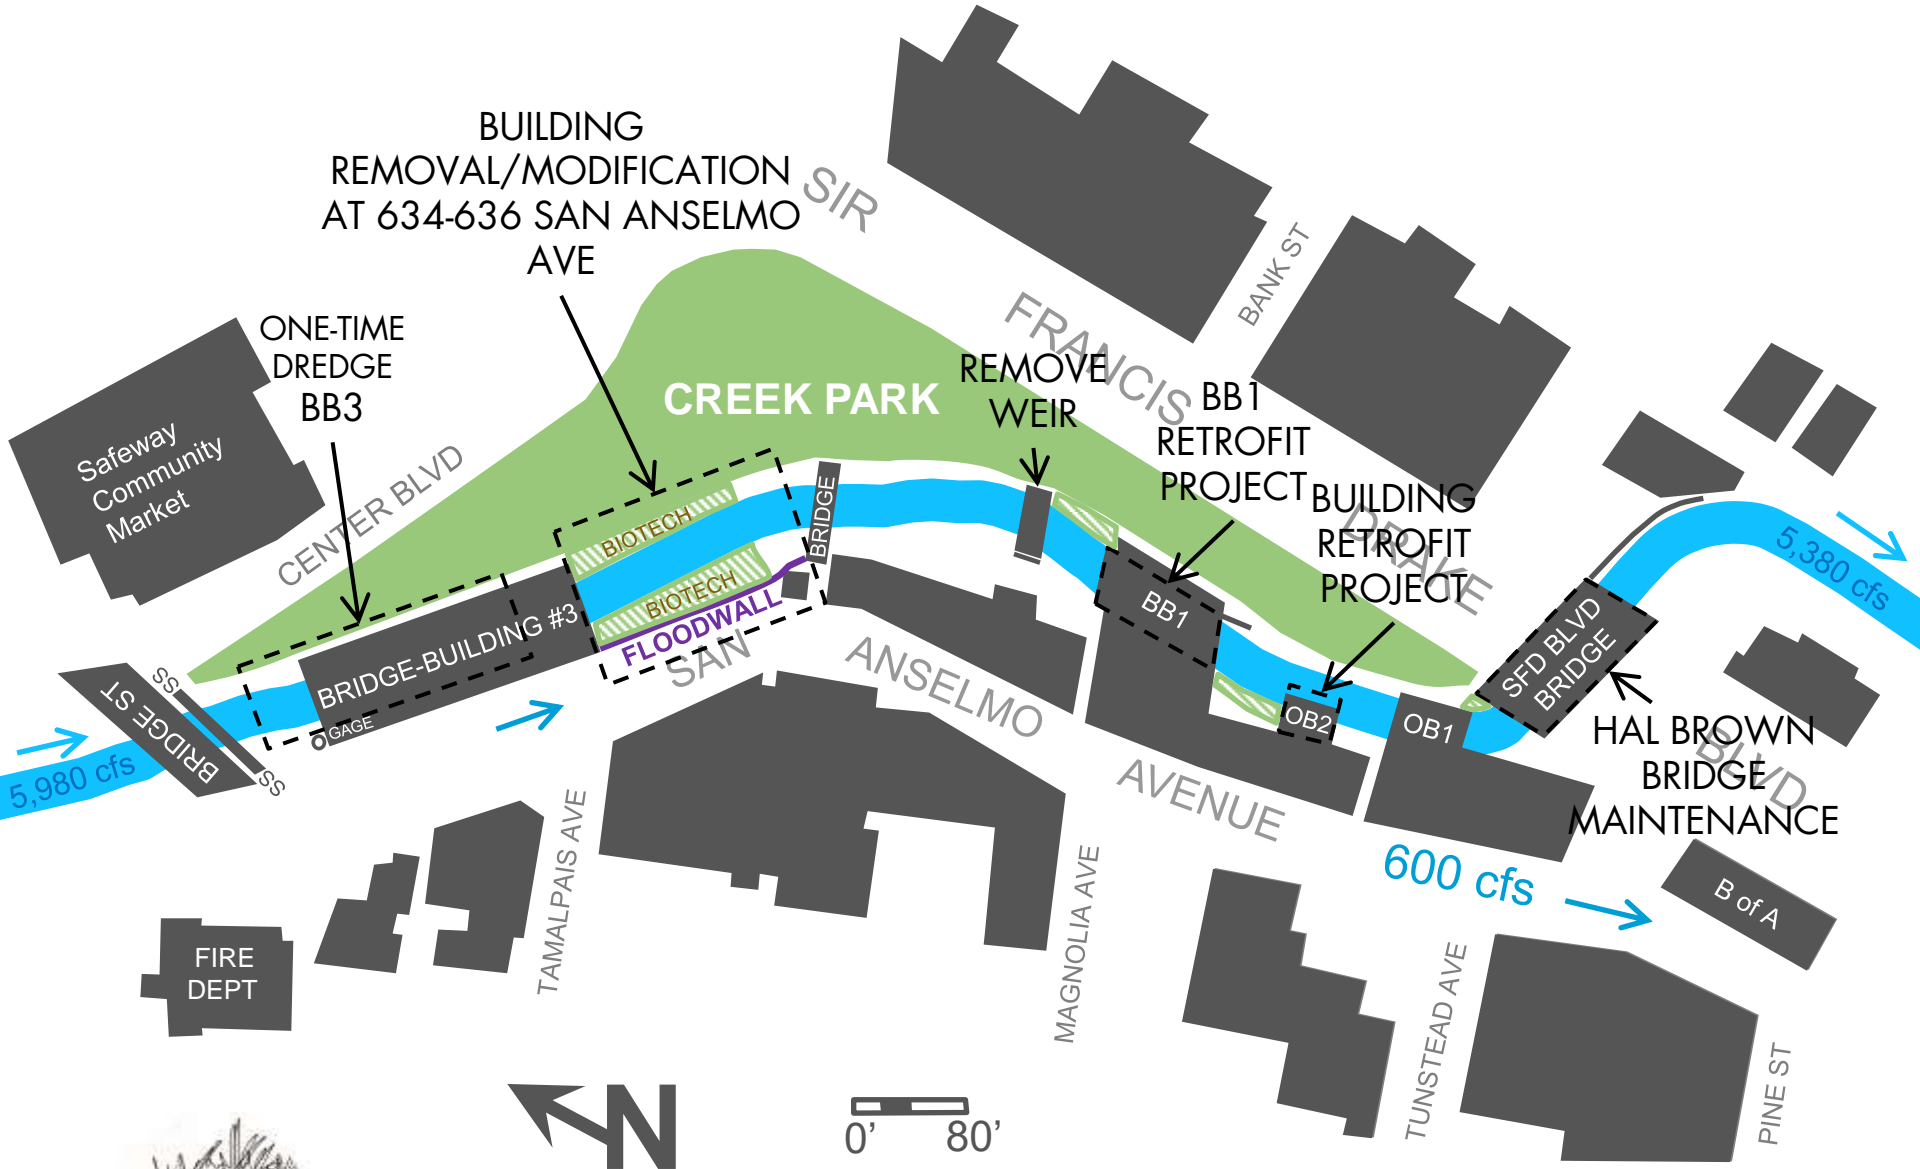 BUILDING
REMOVAL/MODIFICATION
AT 634-636 SAN ANSELMO
AVE
ONE-TIME
DREDGE
BB3
SIR
FRANCIS
DRAKE
BLVD
BANK ST
Safeway
Community
Market
CENTER BLVD
CREEK PARK
REMOVE
WEIR
BB1
RETROFIT
PROJECT
BUILDING
RETROFIT
PROJECT
BIOTECH
BIOTECH
FLOODWALL
BRIDGE
BRIDGE-BUILDING #3
GAGE
SS
SS
BRIDGE ST
5,980 cfs
5,380 cfs
SAN
ANSELMO
AVENUE
BB1
OB2
OB1
SFD BLVD
BRIDGE
HAL BROWN
BRIDGE
MAINTENANCE
600 cfs
B of A
FIRE
DEPT
TAMALPAIS AVE
MAGNOLIA AVE
TUNSTEAD AVE
PINE ST
N
0' 80'